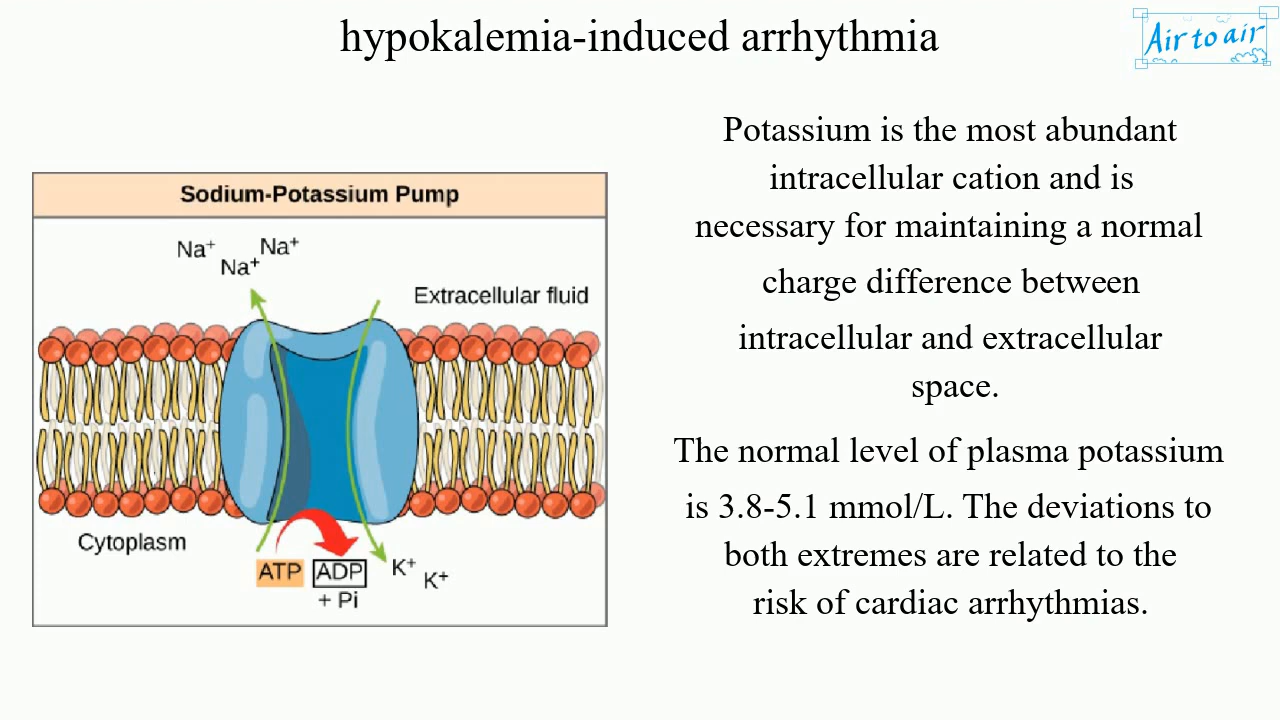 hypokalemia-induced arrhythmia
Air to air
Sodium-Potassium Pump
Na⁺
Na⁺
Na⁺
Extracellular fluid
Cytoplasm
ATP
ADP
+ Pi
K⁺
K⁺
Potassium is the most abundant
intracellular cation and is
necessary for maintaining a normal
charge difference between
intracellular and extracellular
space.
The normal level of plasma potassium
is 3.8-5.1 mmol/L. The deviations to
both extremes are related to the
risk of cardiac arrhythmias.